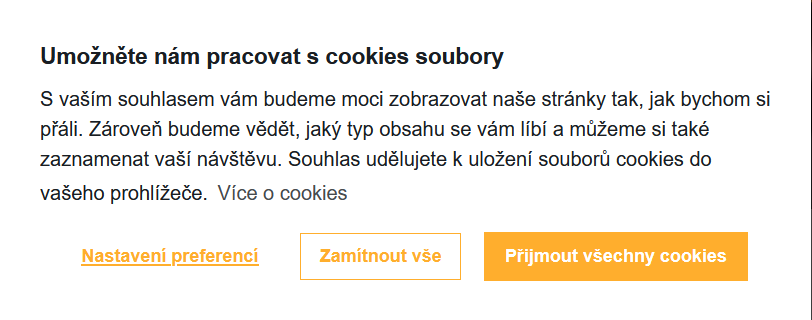 Umožněte nám pracovat s cookies soubory
S vaším souhlasem vám budeme moci zobrazovat naše stránky tak, jak bychom si
přáli. Zároveň budeme vědět, jaký typ obsahu se vám líbí a můžeme si také
zaznamenat vaší návštěvu. Souhlas udělujete k uložení souborů cookies do
vašeho prohlížeče. Více o cookies
Nastavení preferencí Zamítnout vše Přijmout všechny cookies